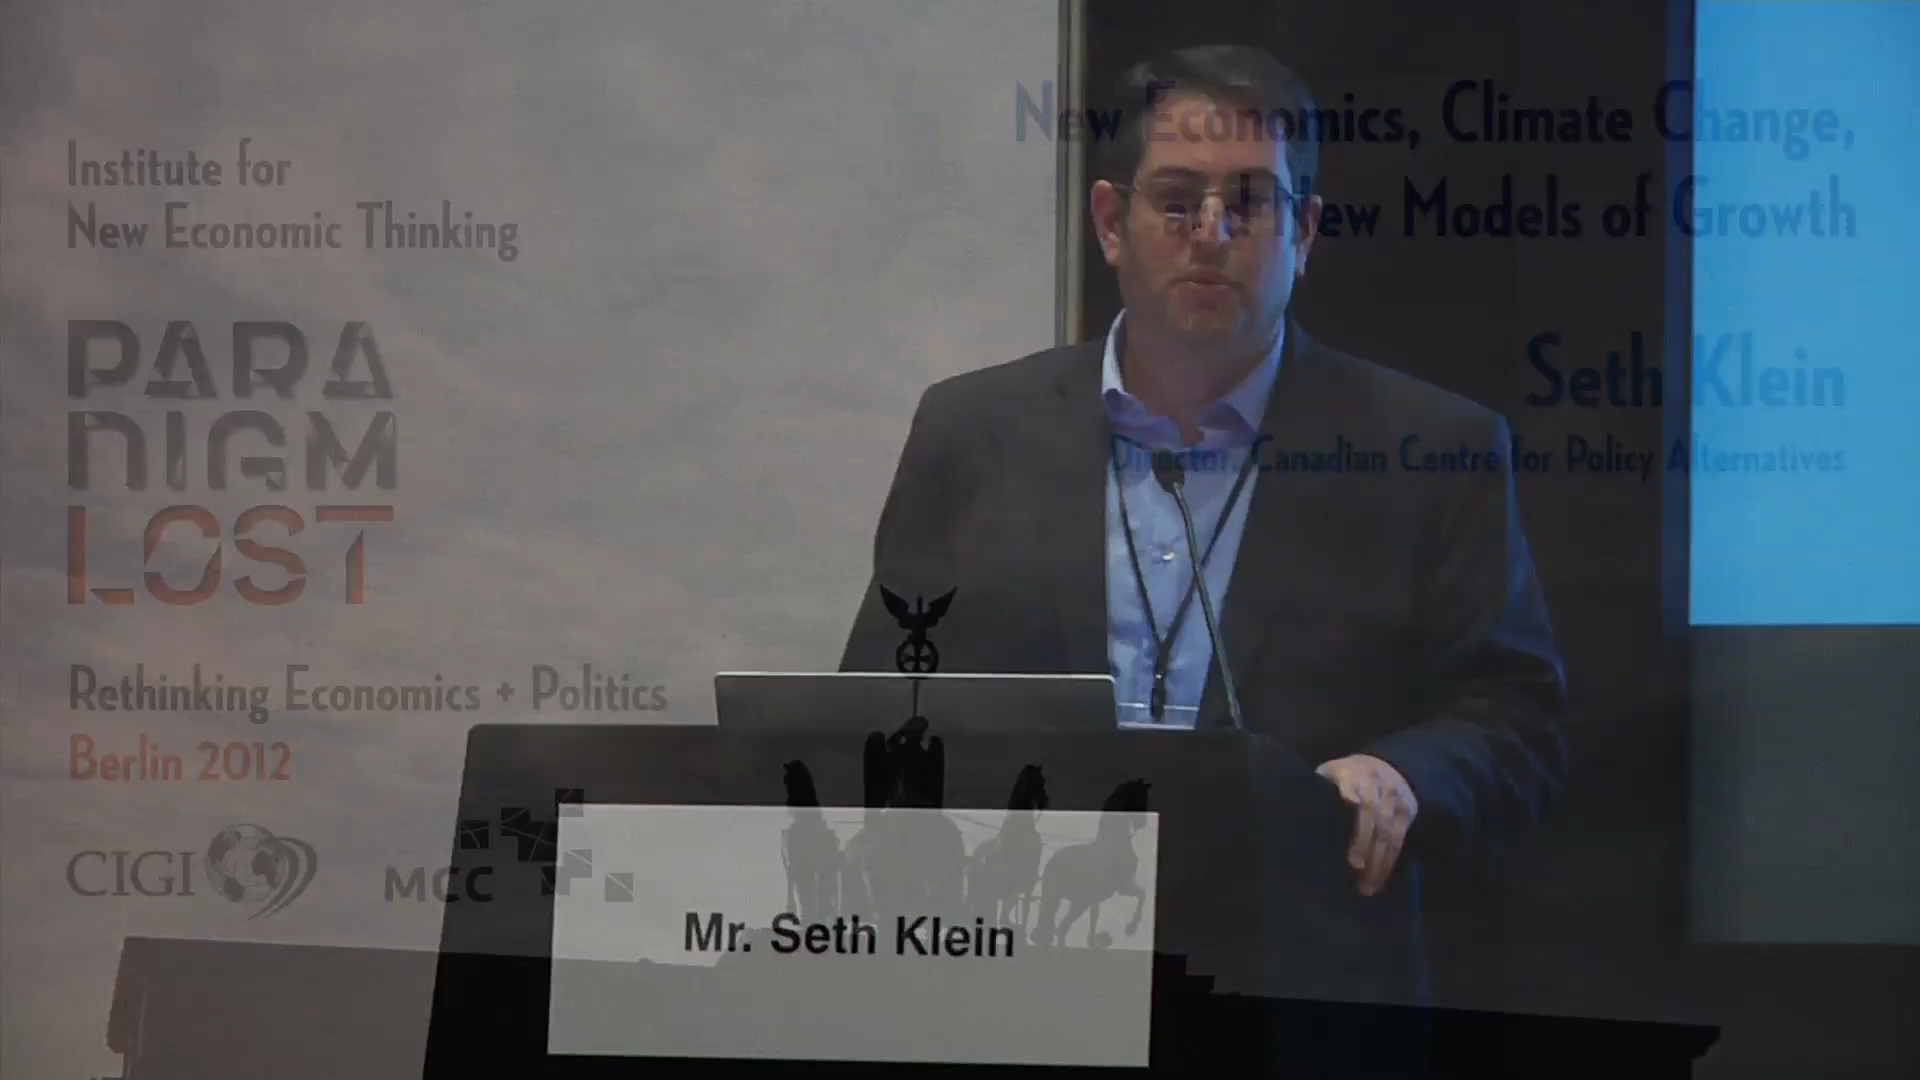 Institute for
New Economic Thinking
PARA
DIGM
LOST
Rethinking Economics + Politics
Berlin 2012
CIGI
MCC
New Economics, Climate Change,
and New Models of Growth
Seth Klein
Director, Canadian Centre for Policy Alternatives
Mr. Seth Klein